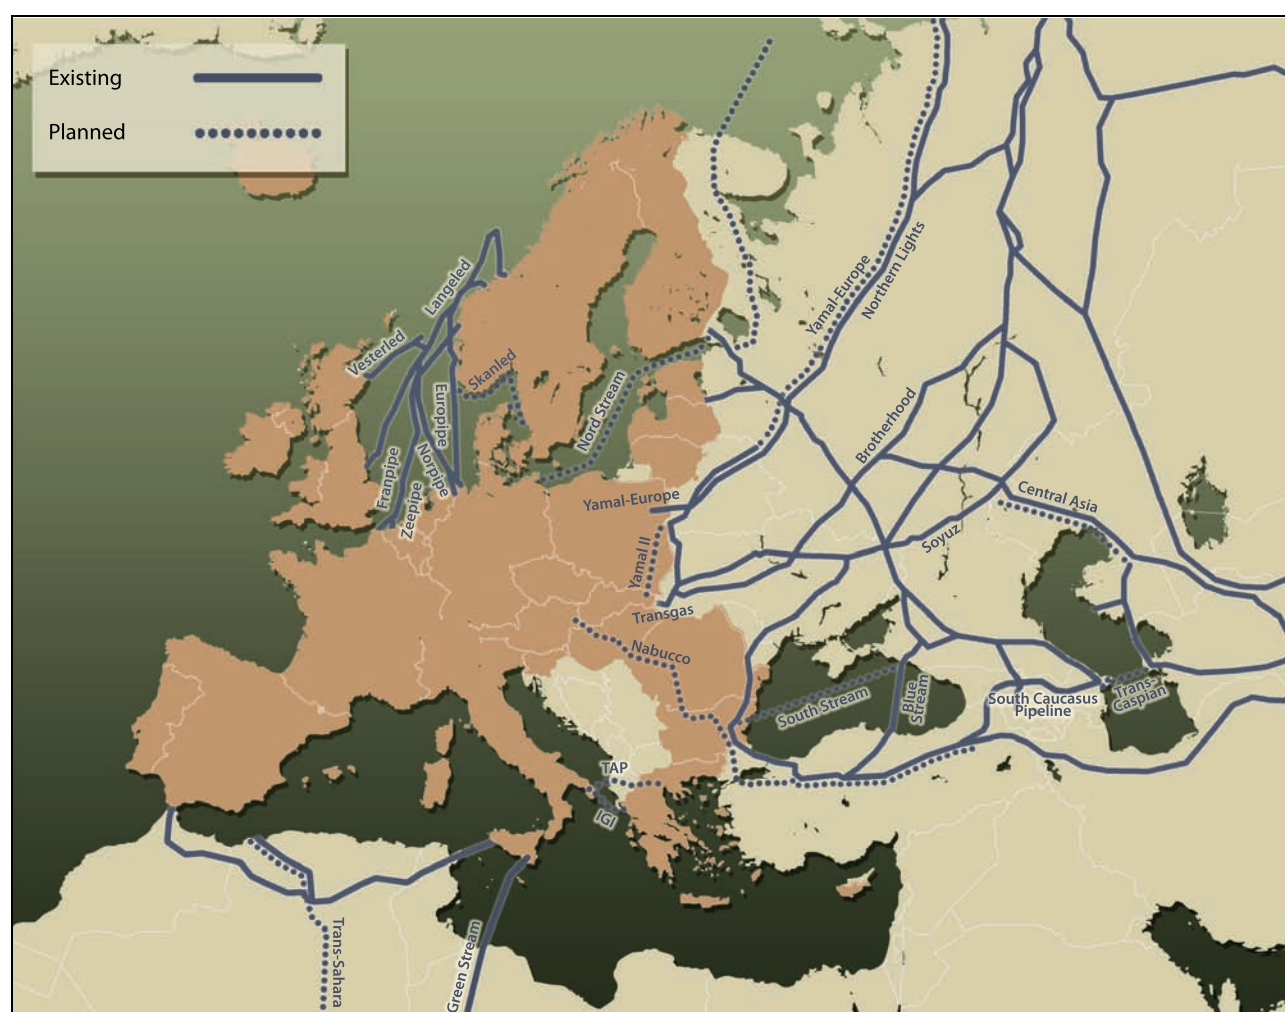 Existing
Planned
Langeled
Vesterled
Skanled
Europipe
Nord Stream
Norpipe
Franpipe
Zeepipe
Yamal-Europe
Northern Lights
Brotherhood
Yamal-Europe
Central Asia
Soyuz
Yamal II
Transgas
Nabucco
South Stream
Blue
Stream
South Caucasus
Pipeline
Trans-
Caspian
TAP
IGI
Trans-Sahara
Green Stream